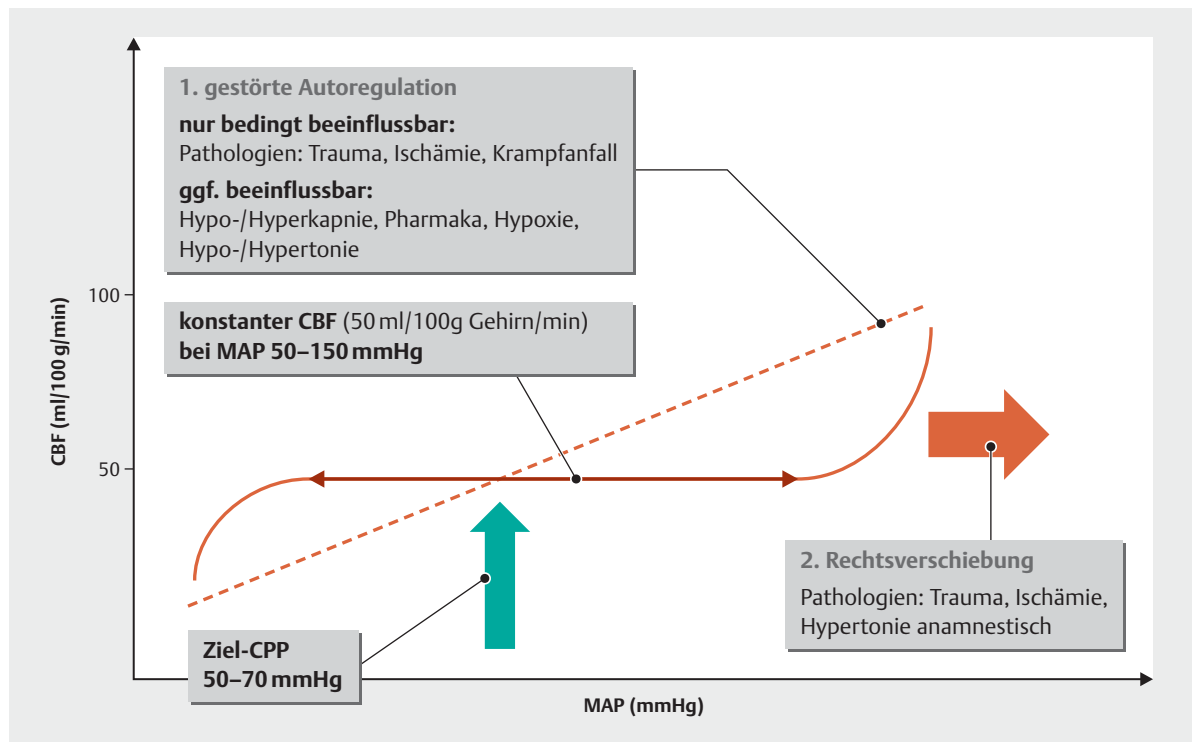 1. gestörte Autoregulation
nur bedingt beeinflussbar:
Pathologien: Trauma, Ischämie, Krampfanfall
ggf. beeinflussbar:
Hypo-/Hyperkapnie, Pharmaka, Hypoxie,
Hypo-/Hypertonie
100
konstanter CBF (50 ml/100g Gehirn/min)
bei MAP 50–150 mmHg
CBF (ml/100 g/min)
50
2. Rechtsverschiebung
Pathologien: Trauma, Ischämie,
Hypertonie anamnestisch
Ziel-CPP
50–70 mmHg
MAP (mmHg)